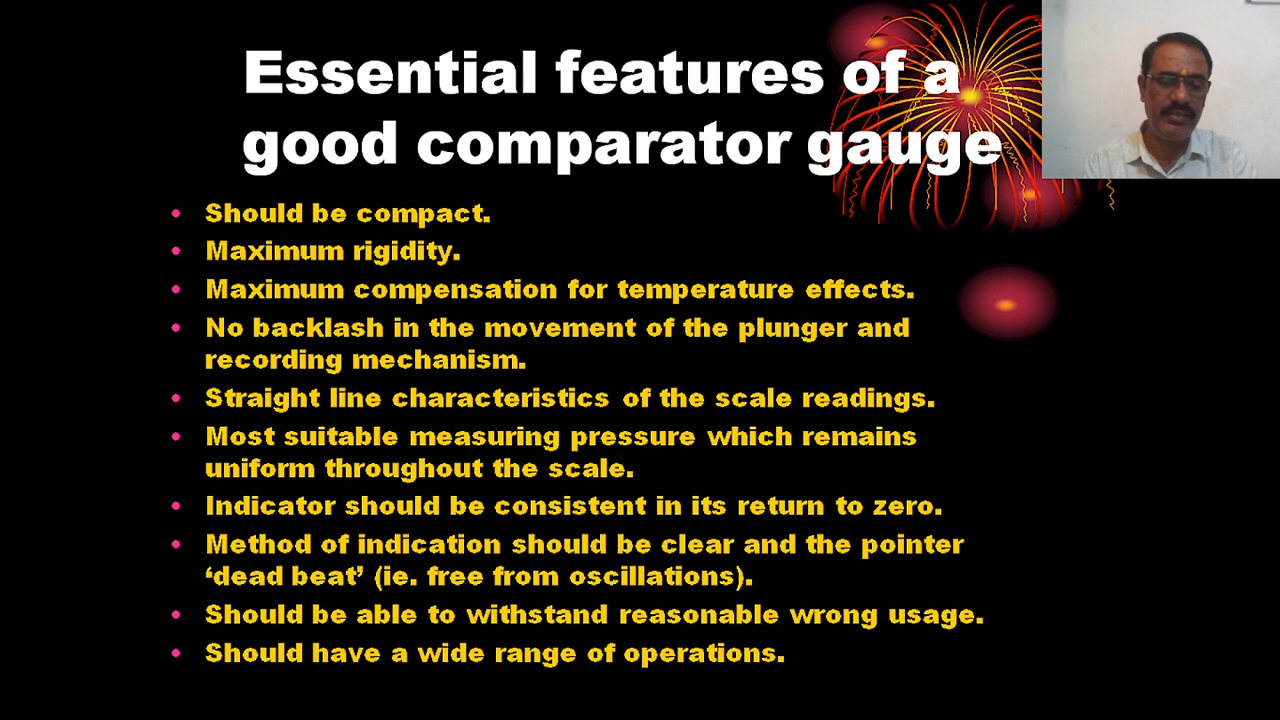 Essential features of a
good comparator gauge
• Should be compact.
• Maximum rigidity.
• Maximum compensation for temperature effects.
• No backlash in the movement of the plunger and
recording mechanism.
• Straight line characteristics of the scale readings.
• Most suitable measuring pressure which remains
uniform throughout the scale.
• Indicator should be consistent in its return to zero.
• Method of indication should be clear and the pointer
‘dead beat’ (ie. free from oscillations).
• Should be able to withstand reasonable wrong usage.
• Should have a wide range of operations.